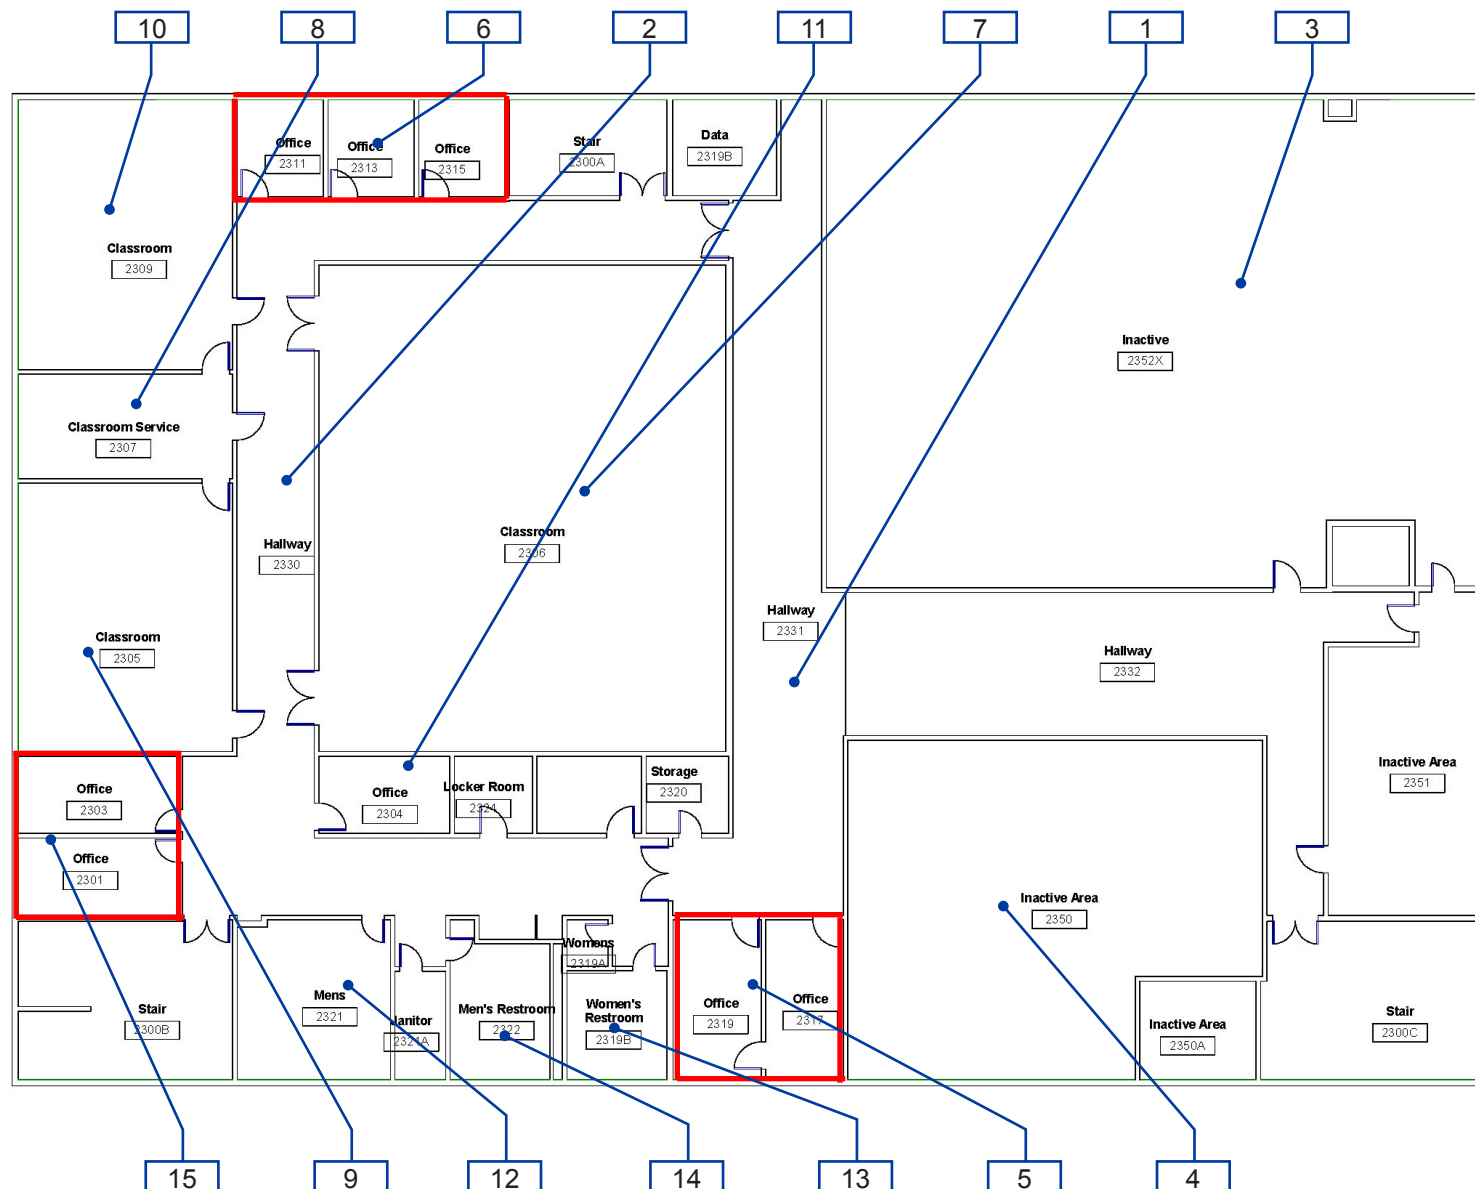 10 8 6 2 11 7 1 3
Office
2311
Office
2313
Office
2315
Stair
2300A
Data
2319B
Classroom
2309
Inactive
2352X
Classroom Service
2307
Classroom
2306
Hallway
2330
Hallway
2331
Classroom
2305
Hallway
2332
Office
2303
Office
2304
Locker Room
2324
Storage
2320
Inactive Area
2351
Office
2301
Inactive Area
2350
Womens
2319A
Stair
2300B
Mens
2321
Janitor
2321A
Men's Restroom
2322
Women's
Restroom
2319B
Office
2319
Office
2317
Inactive Area
2350A
Stair
2300C
15 9 12 14 13 5 4